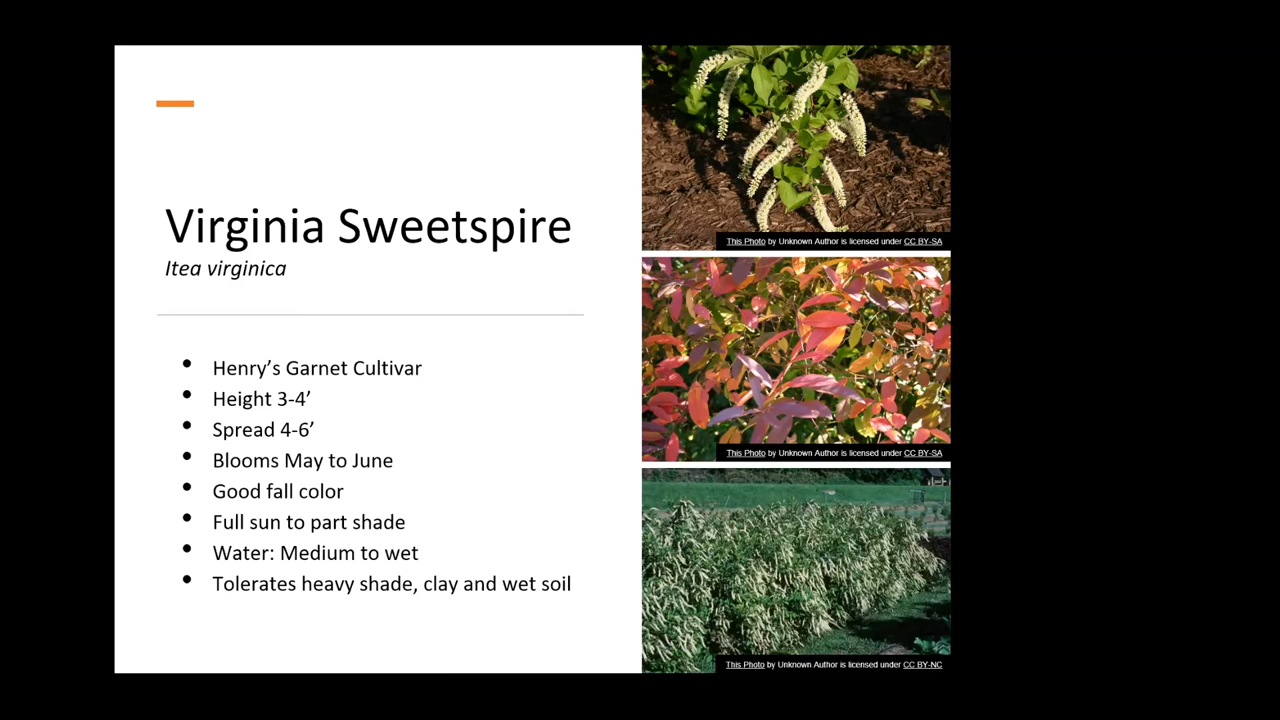 Virginia Sweetspire
Itea virginica
• Henry’s Garnet Cultivar
• Height 3-4’
• Spread 4-6’
• Blooms May to June
• Good fall color
• Full sun to part shade
• Water: Medium to wet
• Tolerates heavy shade, clay and wet soil
This Photo by Unknown Author is licensed under CC BY-SA
This Photo by Unknown Author is licensed under CC BY-SA
This Photo by Unknown Author is licensed under CC BY-NC